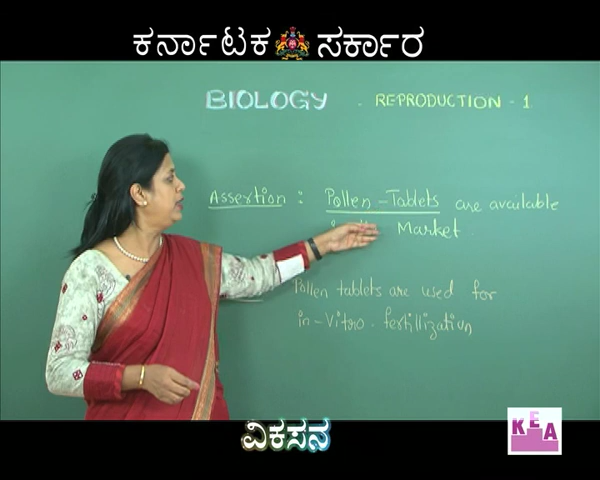 ಕರ್ನಾಟಕ ಸರ್ಕಾರ
BIOLOGY . REPRODUCTION - 1
Assertion : Pollen - Tablets are available
Market .
Pollen tablets are used for
in - Vitro - fertillization
ವಿಕಸನ
KEA